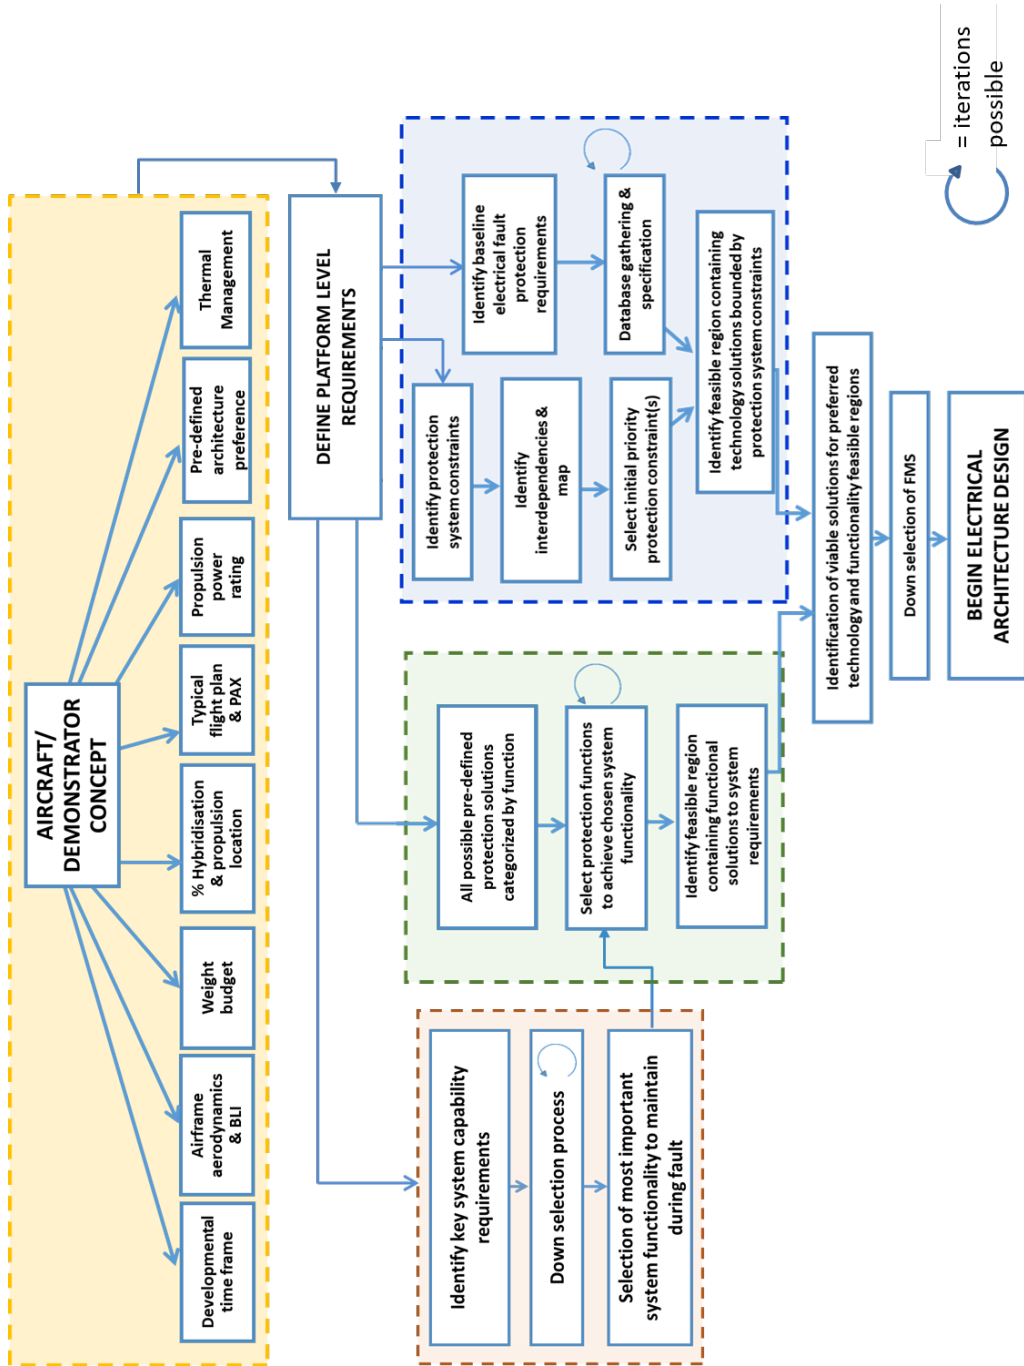 AIRCRAFT/
DEMONSTRATOR
CONCEPT
Developmental
time frame
Airframe
aerodynamics
& BLI
Weight
budget
% Hybridisation
& propulsion
location
Typical
flight plan
& PAX
Propulsion
power
rating
Pre-defined
architecture
preference
Thermal
Management
DEFINE PLATFORM LEVEL
REQUIREMENTS
Identify key system capability
requirements
Down selection process
Selection of most important
system functionality to maintain
during fault
All possible pre-defined
protection solutions
categorized by function
Select protection functions
to achieve chosen system
functionality
Identify feasible region
containing functional
solutions to system
requirements
Identify protection
system constraints
Identify
interdependencies &
map
Select initial priority
protection constraint(s)
Identify baseline
electrical fault
protection
requirements
Database gathering &
specification
Identify feasible region containing
technology solutions bounded by
protection system constraints
Identification of viable solutions for preferred
technology and functionality feasible regions
Down selection of FMS
BEGIN ELECTRICAL
ARCHITECTURE DESIGN
= iterations
possible